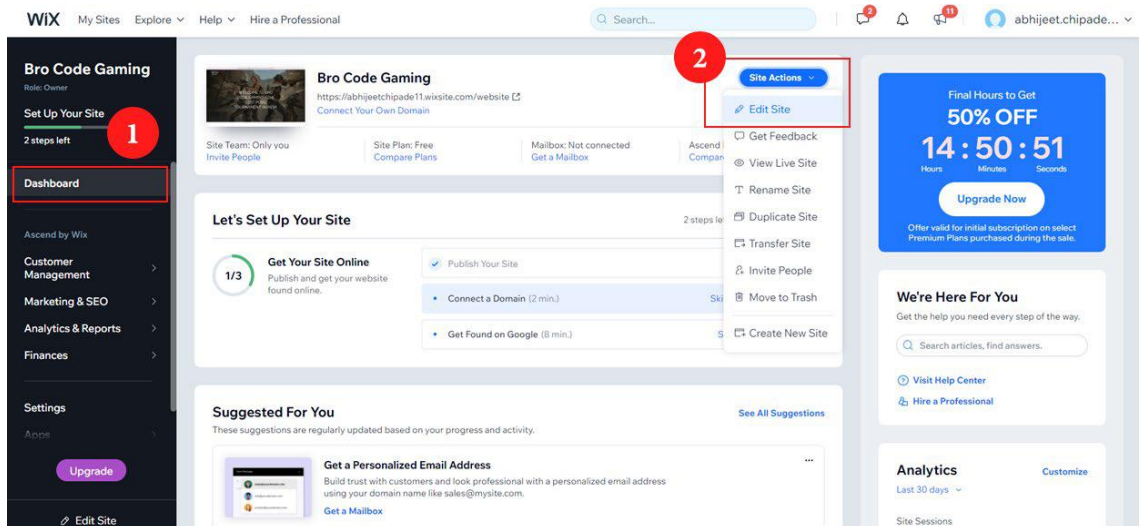 WiX My Sites Explore Help Hire a Professional Search... 2 11 abhijeet.chipade...
Bro Code Gaming
Role: Owner
Set Up Your Site
2 steps left
1
Dashboard
Ascend by Wix
Customer
Management
Marketing & SEO
Analytics & Reports
Finances
Settings
Apps
Upgrade
Edit Site
Bro Code Gaming
https://abhijeetchipade11.wixsite.com/website
Connect Your Own Domain
Site Team: Only you
Invite People
Site Plan: Free
Compare Plans
Mailbox: Not connected
Get a Mailbox
Ascend
Compar
2
Site Actions
Edit Site
Get Feedback
View Live Site
Rename Site
Duplicate Site
Transfer Site
Invite People
Move to Trash
Create New Site
Let's Set Up Your Site
2 steps le
1/3
Get Your Site Online
Publish and get your website
found online.
Publish Your Site
Connect a Domain (2 min.) Ski
Get Found on Google (8 min.) S
Suggested For You
See All Suggestions
These suggestions are regularly updated based on your progress and activity.
Get a Personalized Email Address
Build trust with customers and look professional with a personalized email address
using your domain name like sales@mysite.com.
Get a Mailbox
Final Hours to Get
50% OFF
14 : 50 : 51
Hours Minutes Seconds
Upgrade Now
Offer valid for initial subscription on select
Premium Plans purchased during the sale.
We're Here For You
Get the help you need every step of the way.
Search articles, find answers.
Visit Help Center
Hire a Professional
Analytics
Customize
Last 30 days
Site Sessions